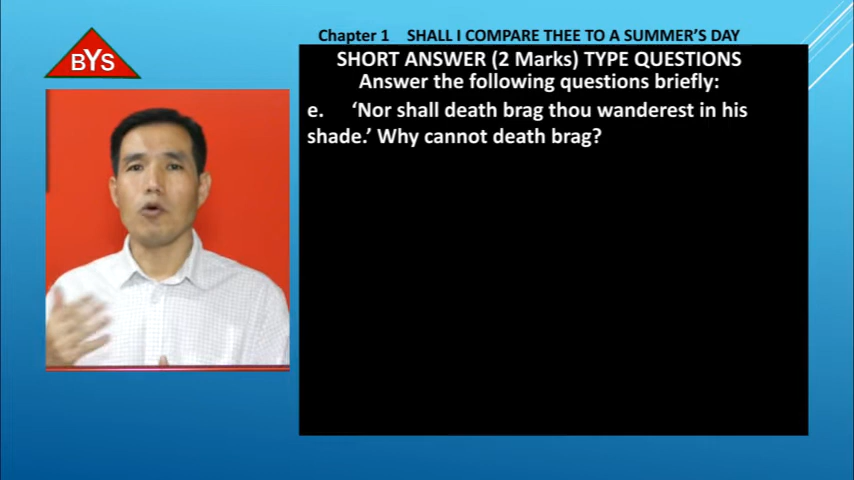 Chapter 1 SHALL I COMPARE THEE TO A SUMMER'S DAY
BYS
SHORT ANSWER (2 Marks) TYPE QUESTIONS
Answer the following questions briefly:
e. ‘Nor shall death brag thou wanderest in his
shade.’ Why cannot death brag?